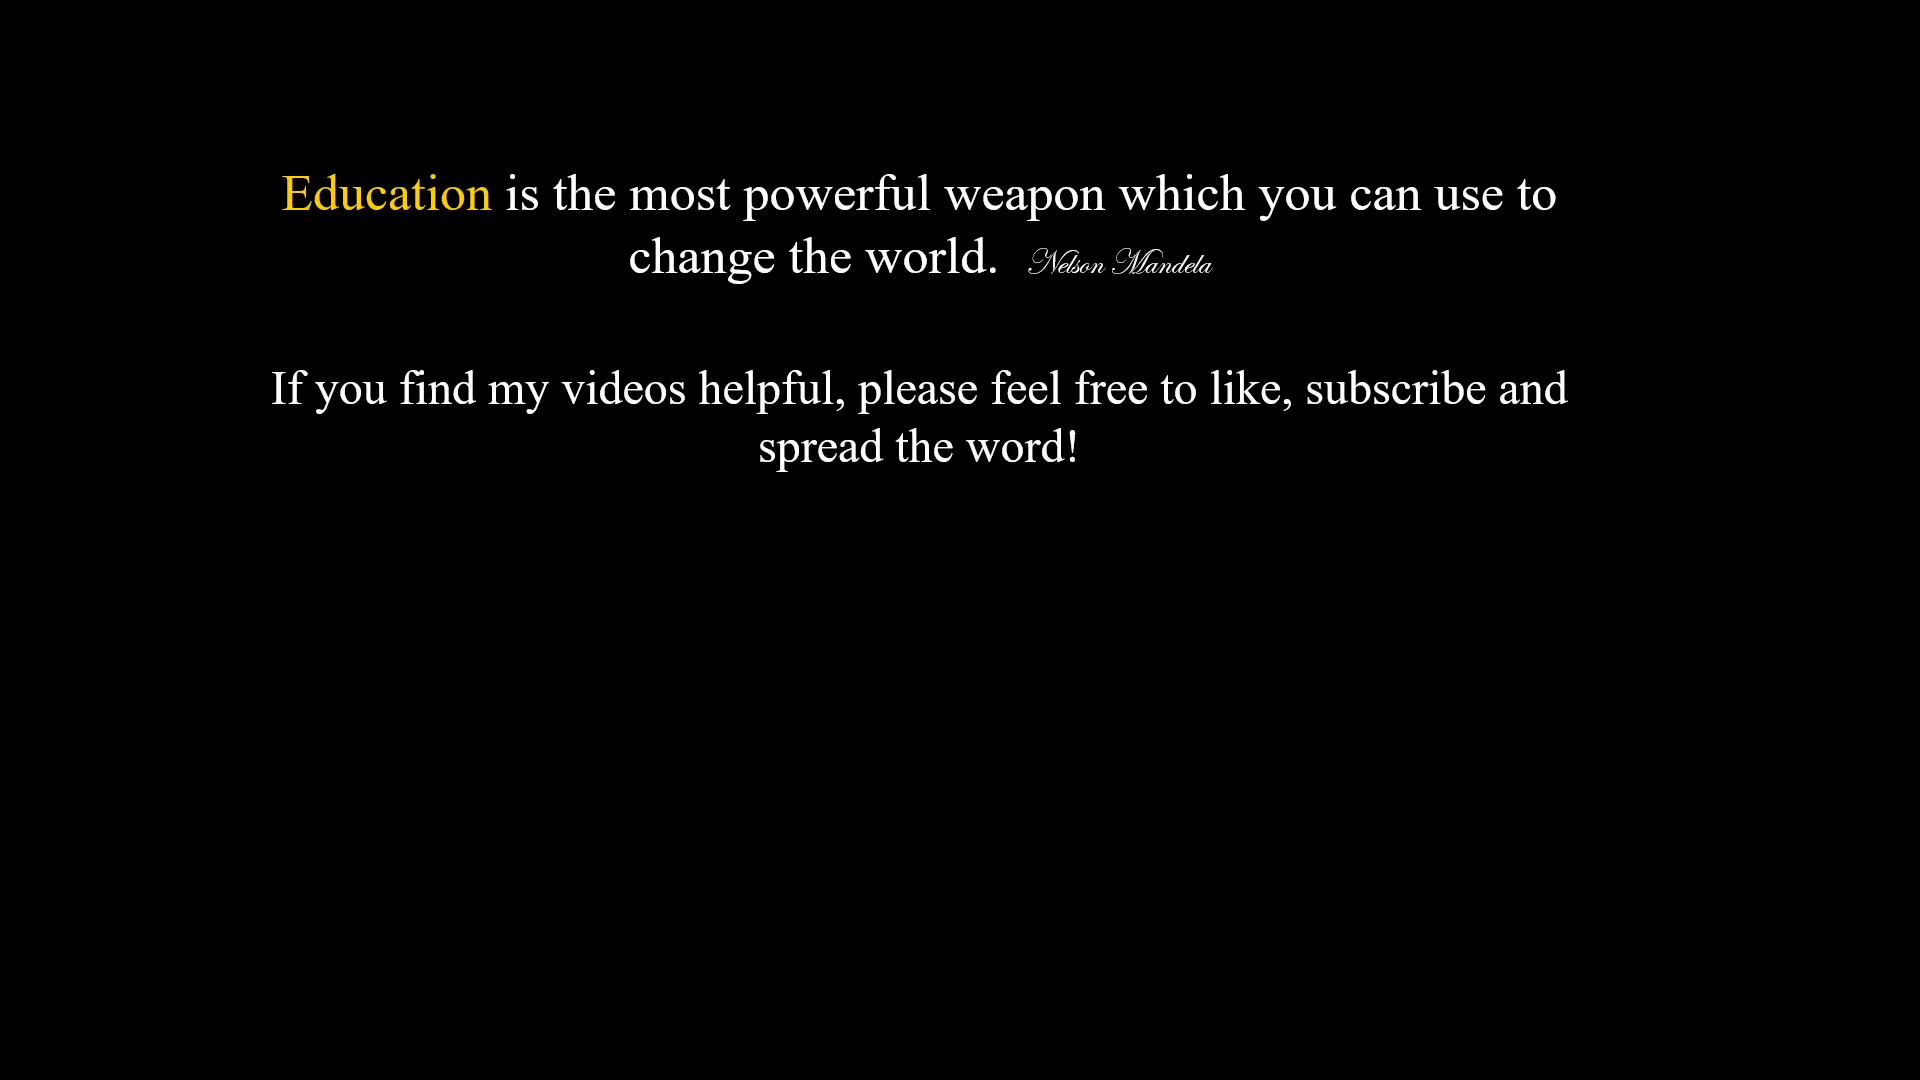 Education is the most powerful weapon which you can use to
change the world. Nelson Mandela
If you find my videos helpful, please feel free to like, subscribe and
spread the word!